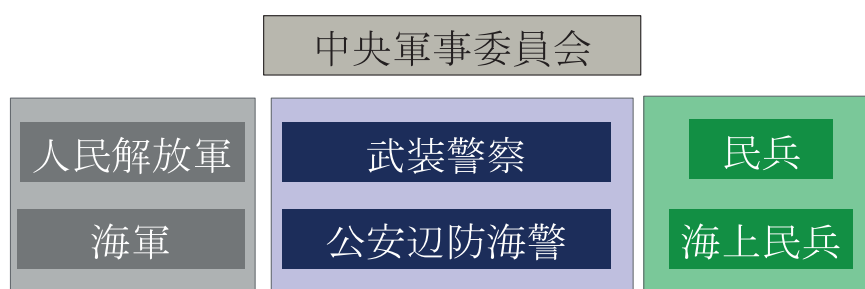 中央軍事委員会
人民解放軍
海軍
武装警察
公安辺防海警
民兵
海上民兵